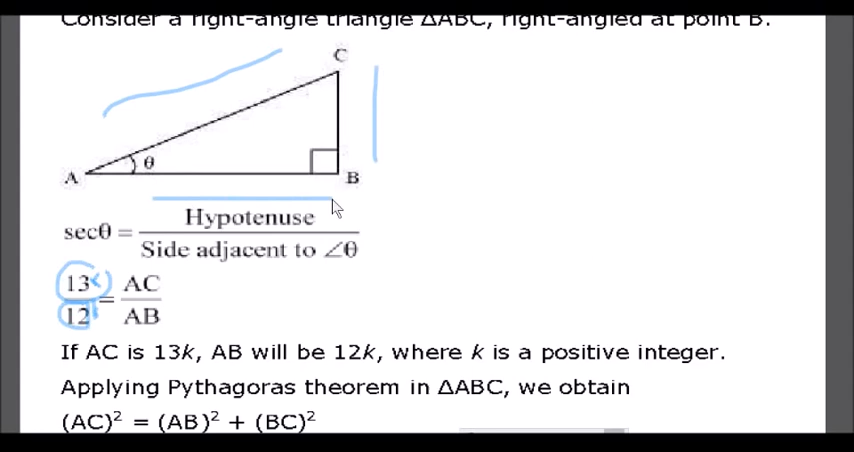 Consider a right-angle triangle ΔABC, right-angled at point B.
C
θ
A
B
secθ = Hypotenuse / Side adjacent to ∠θ
13 / 12 = AC / AB
If AC is 13k, AB will be 12k, where k is a positive integer.
Applying Pythagoras theorem in ΔABC, we obtain
(AC)² = (AB)² + (BC)²